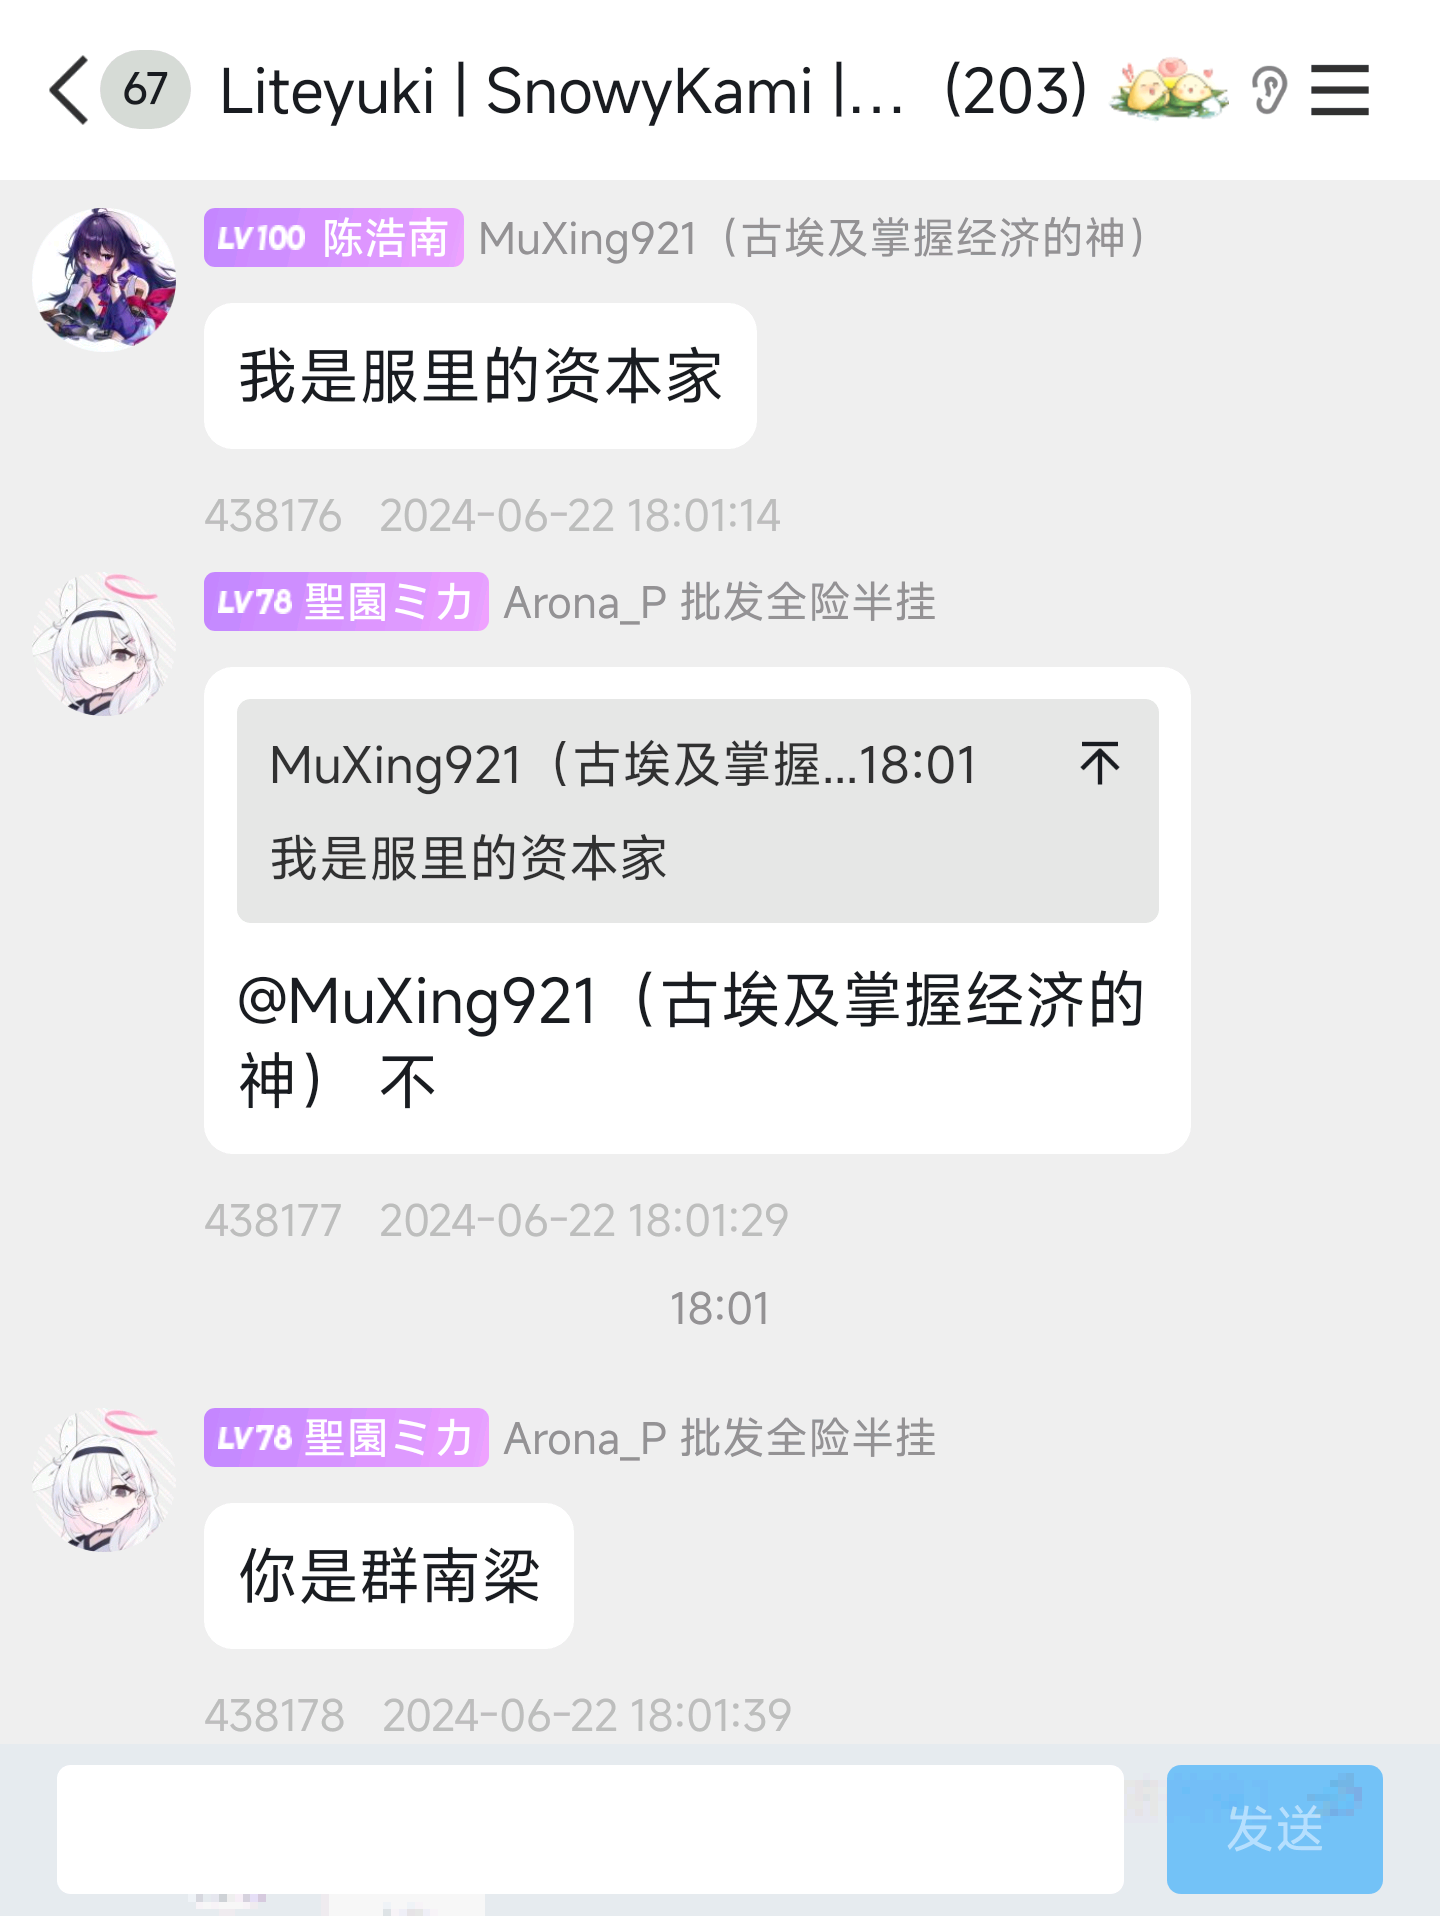 67 Liteyuki | SnowyKami |... (203)
LV100 陈浩南 MuXing921（古埃及掌握经济的神）
我是服里的资本家
438176 2024-06-22 18:01:14
LV78 聖園ミカ Arona_P 批发全险半挂
MuXing921（古埃及掌握...18:01
我是服里的资本家
@MuXing921（古埃及掌握经济的
神） 不
438177 2024-06-22 18:01:29
18:01
LV78 聖園ミカ Arona_P 批发全险半挂
你是群南梁
438178 2024-06-22 18:01:39
发送